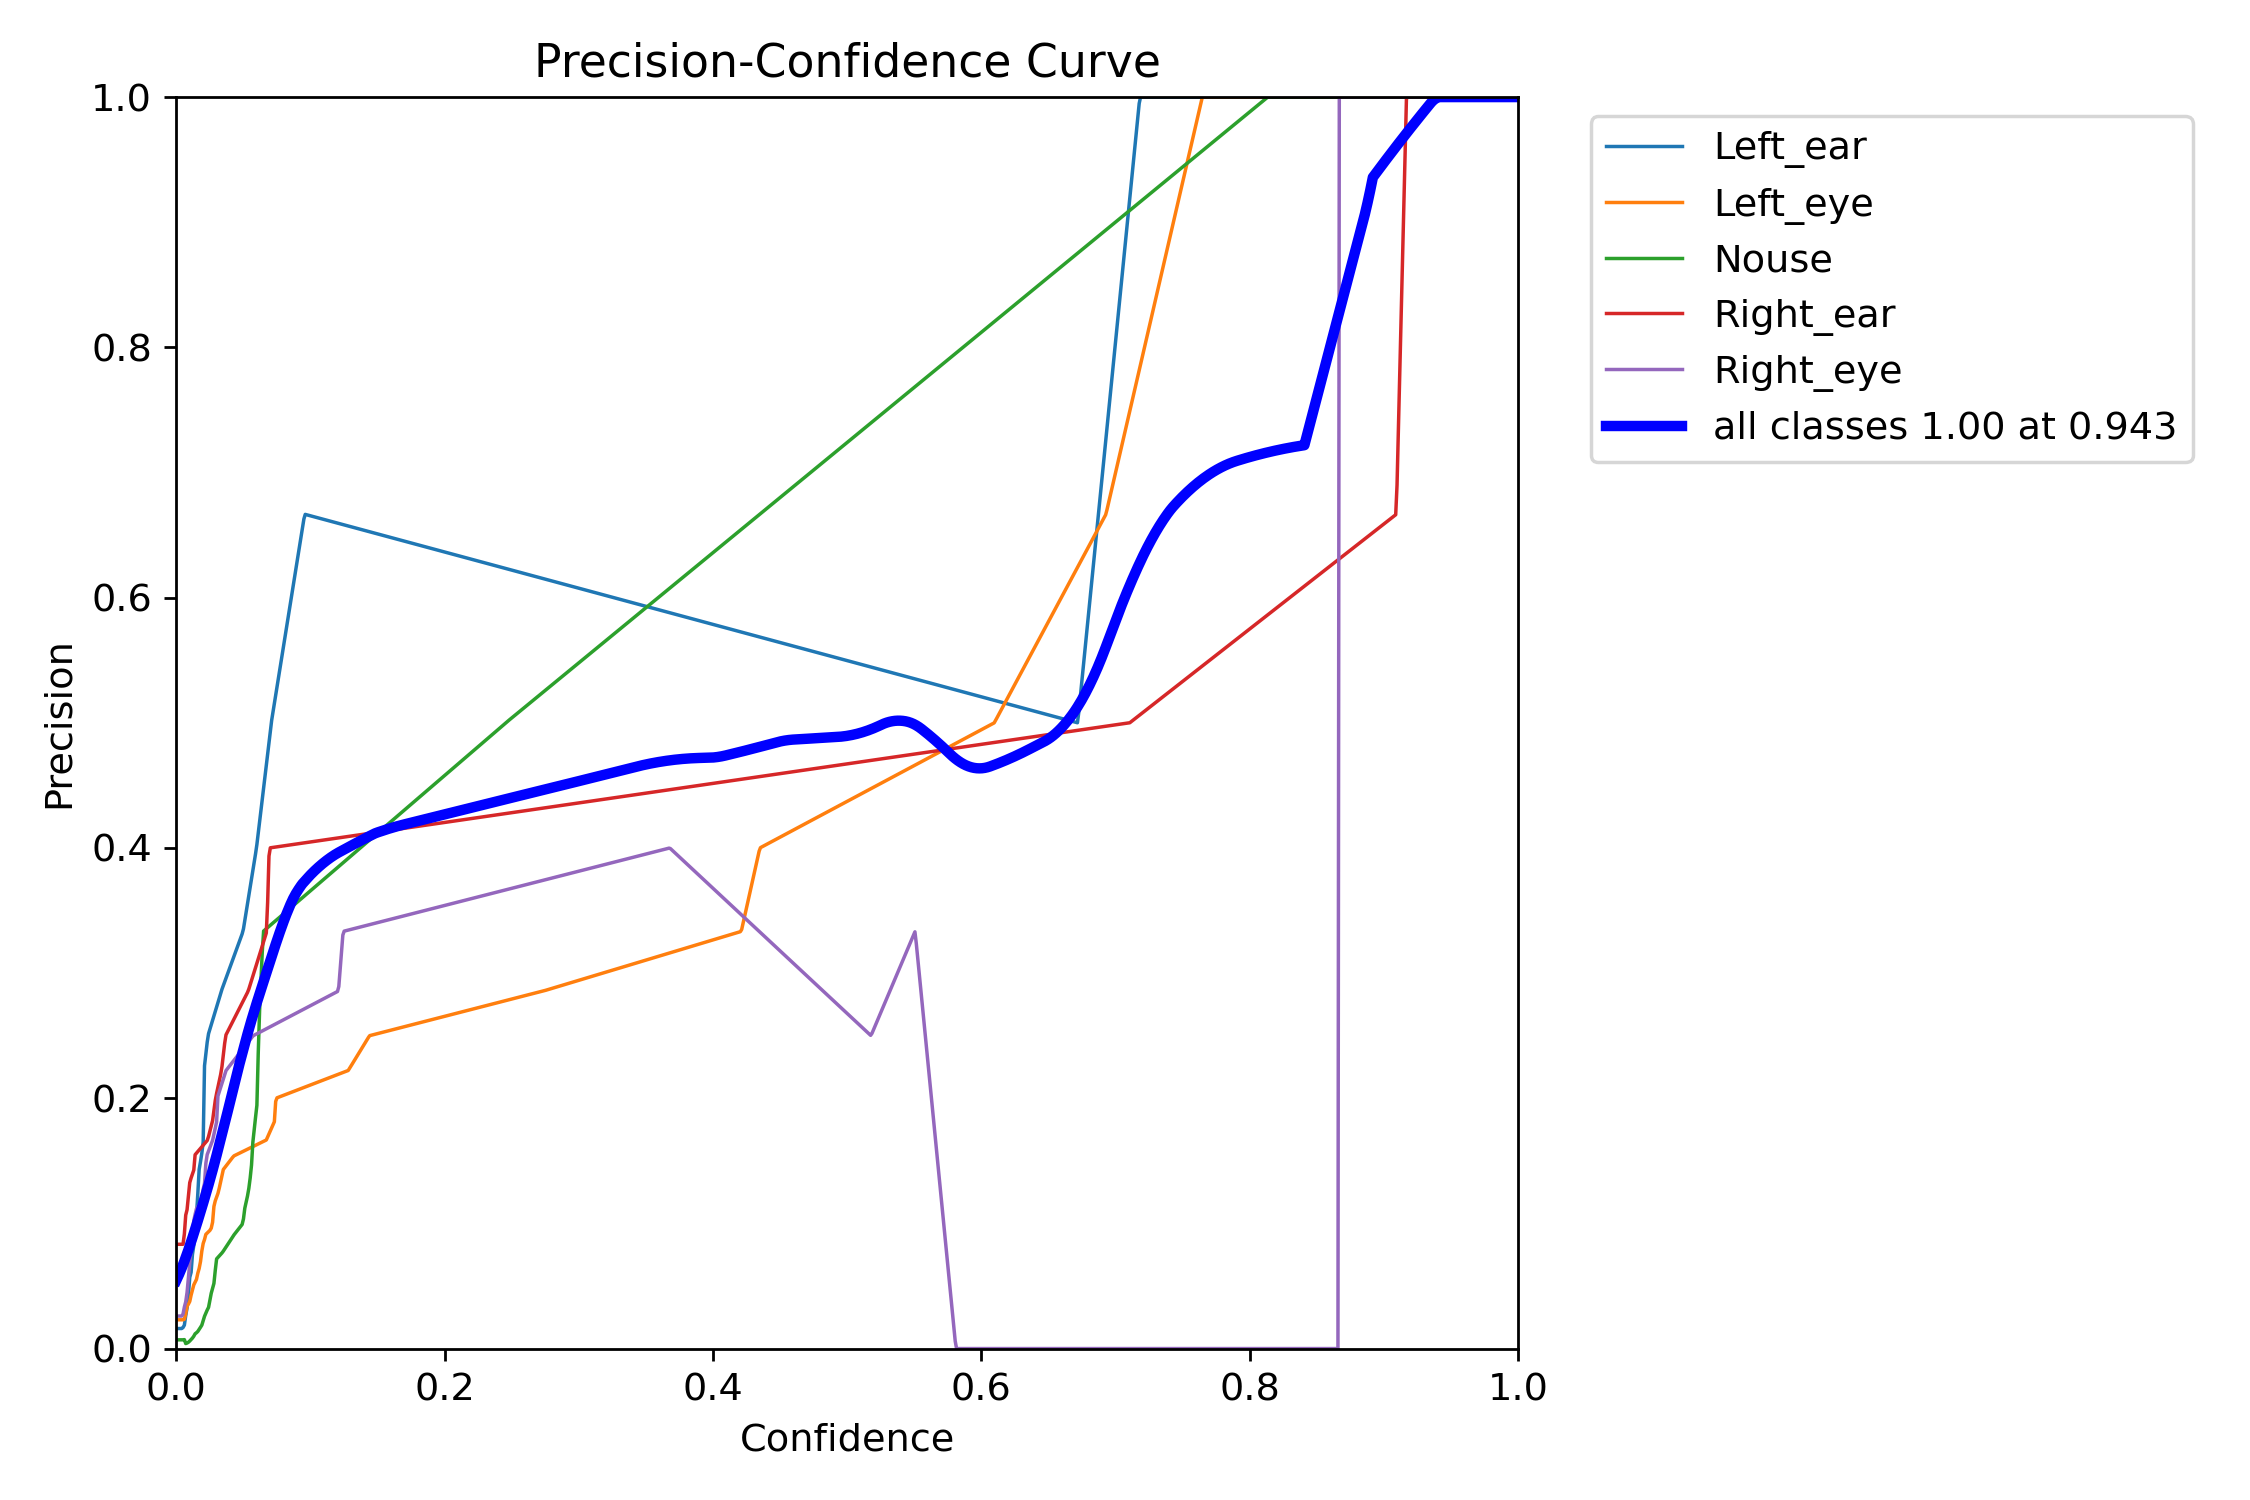 Precision-Confidence Curve
1.0
0.8
0.6
0.4
0.2
0.0
Precision
0.0 0.2 0.4 0.6 0.8 1.0
Confidence
Left_ear
Left_eye
Nouse
Right_ear
Right_eye
all classes 1.00 at 0.943